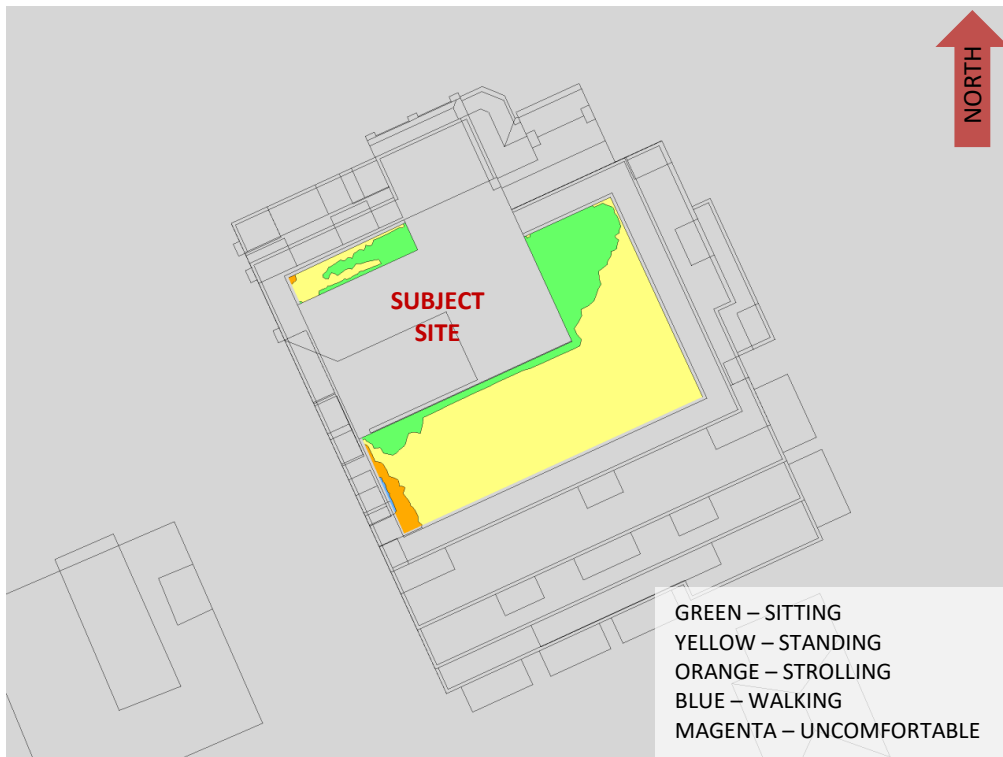 NORTH
SUBJECT
SITE
GREEN – SITTING
YELLOW – STANDING
ORANGE – STROLLING
BLUE – WALKING
MAGENTA – UNCOMFORTABLE